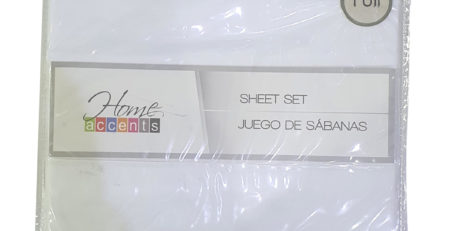 Full
Home
accents
SHEET SET
JUEGO DE SÁBANAS